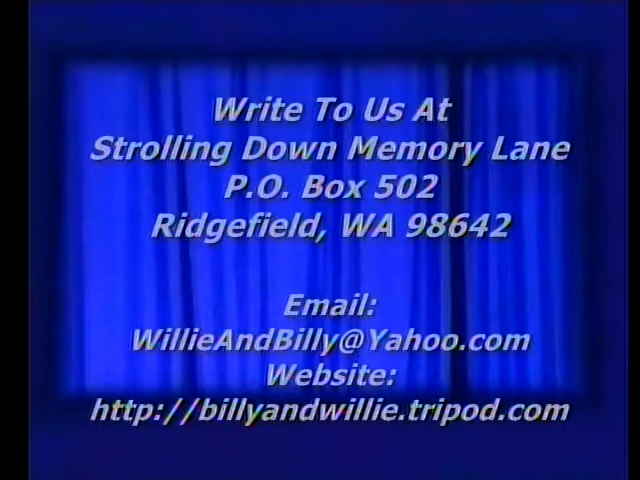 Write To Us At
Strolling Down Memory Lane
P.O. Box 502
Ridgefield, WA 98642
Email:
WillieAndBilly@Yahoo.com
Website:
http://billyandwillie.tripod.com